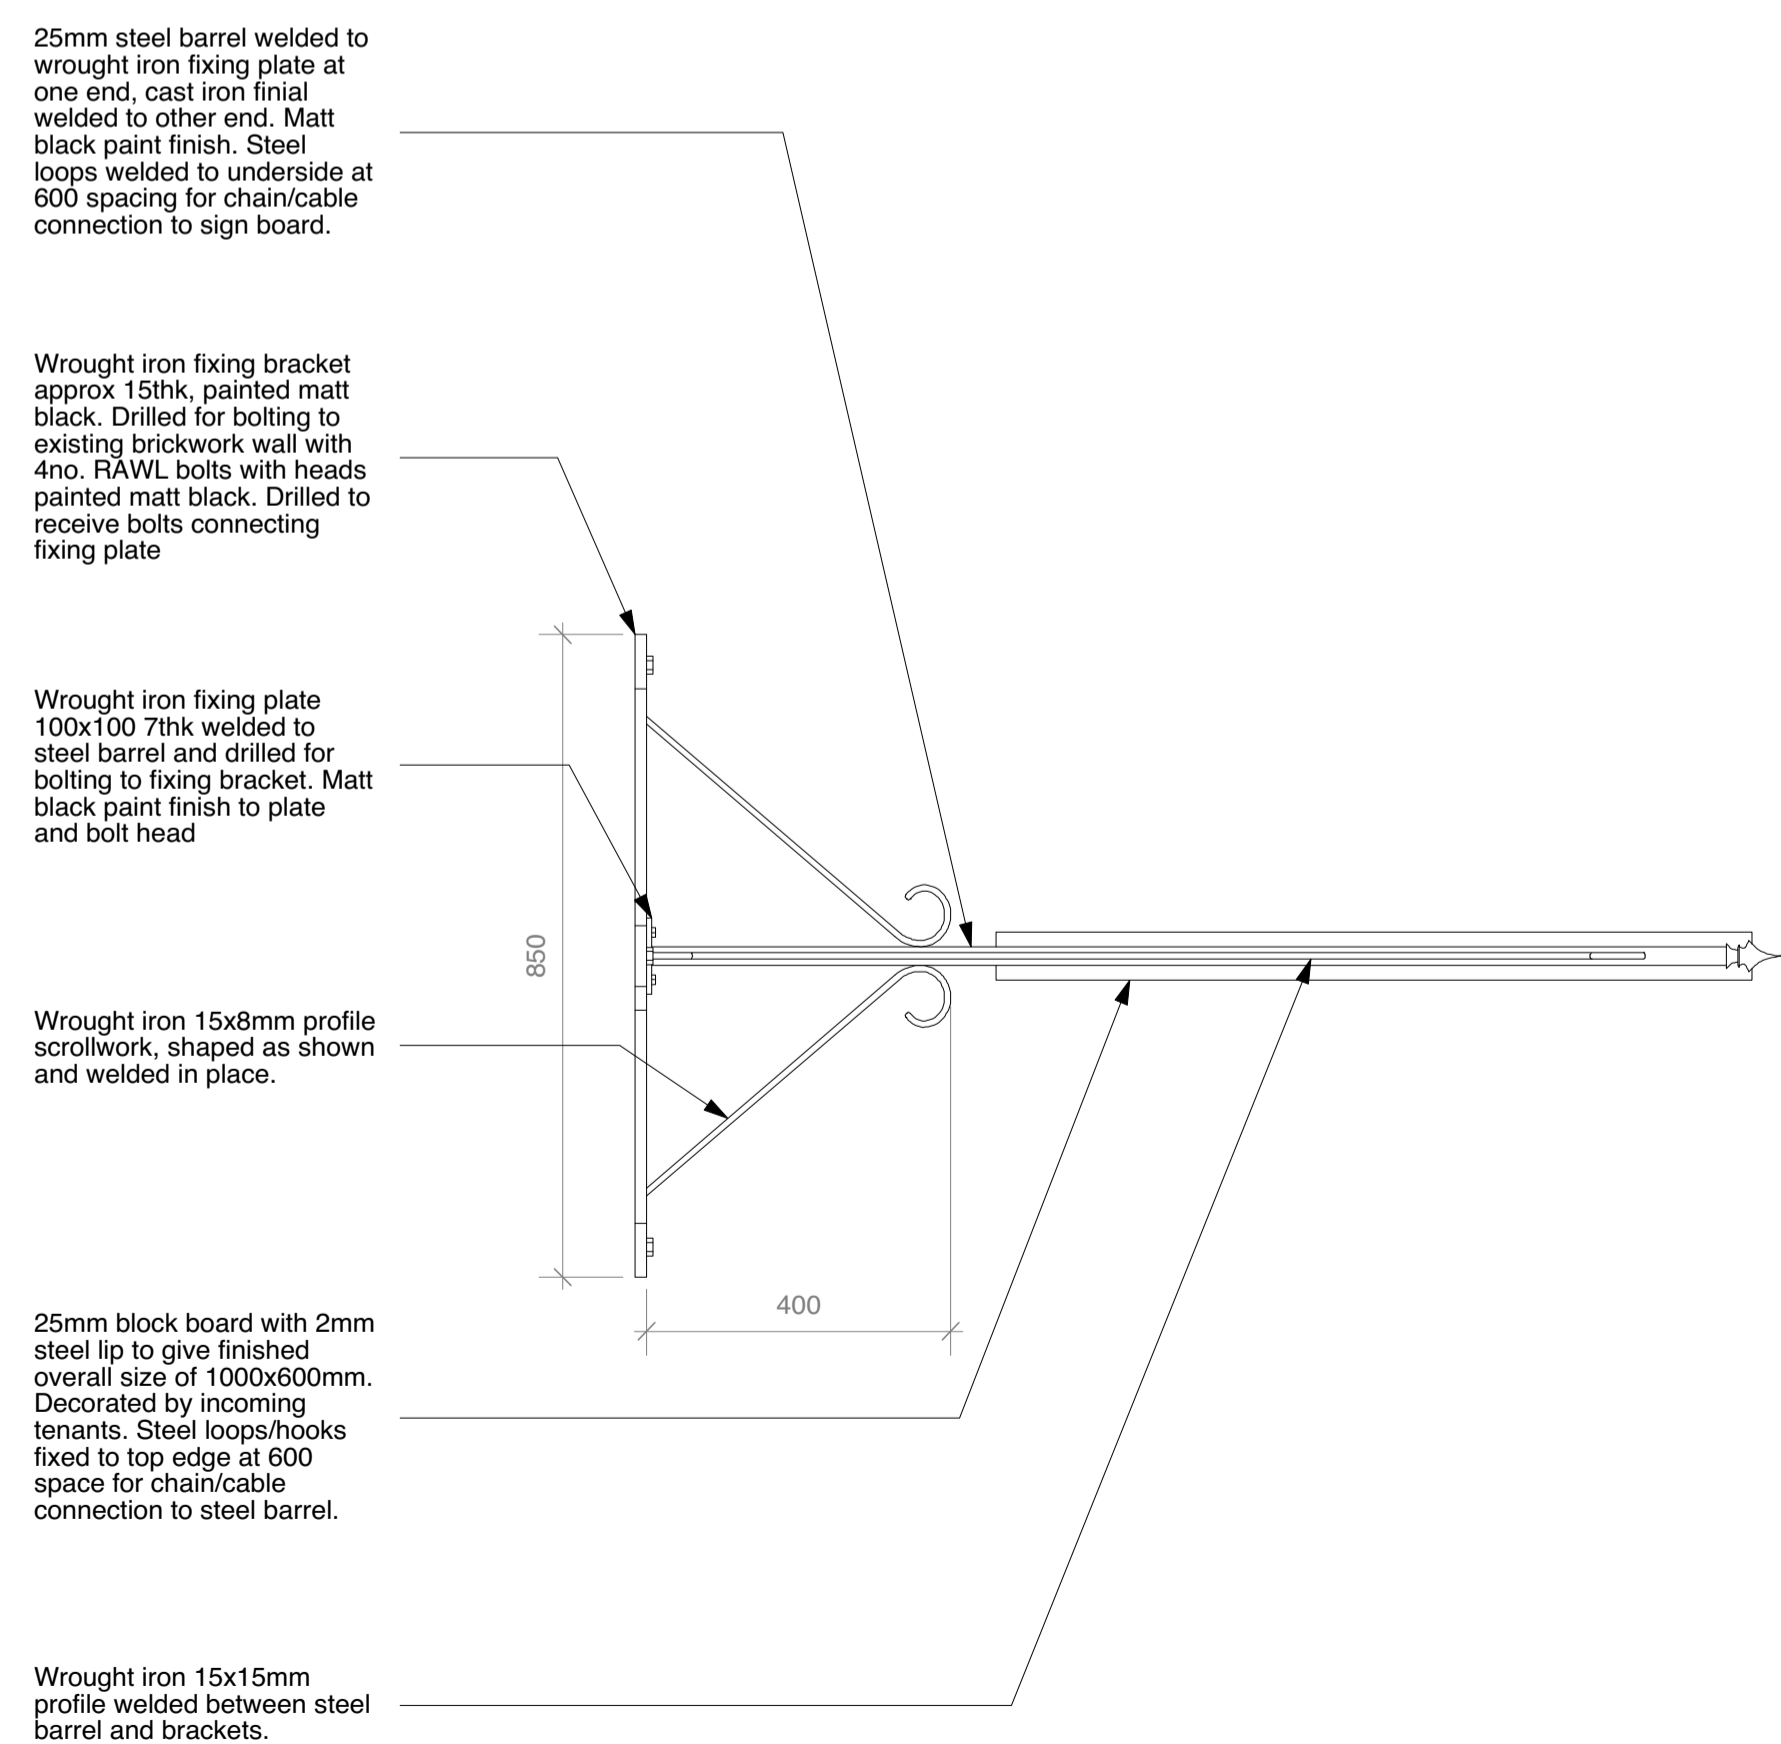 25mm steel barrel welded to
wrought iron fixing plate at
one end, cast iron finial
welded to other end. Matt
black paint finish. Steel
loops welded to underside at
600 spacing for chain/cable
connection to sign board.
Wrought iron fixing bracket
approx 15thk, painted matt
black. Drilled for bolting to
existing brickwork wall with
4no. RAWL bolts with heads
painted matt black. Drilled to
receive bolts connecting
fixing plate
Wrought iron fixing plate
100x100 7thk welded to
steel barrel and drilled for
bolting to fixing bracket. Matt
black paint finish to plate
and bolt head
850
Wrought iron 15x8mm profile
scrollwork, shaped as shown
and welded in place.
400
25mm block board with 2mm
steel lip to give finished
overall size of 1000x600mm.
Decorated by incoming
tenants. Steel loops/hooks
fixed to top edge at 600
space for chain/cable
connection to steel barrel.
Wrought iron 15x15mm
profile welded between steel
barrel and brackets.